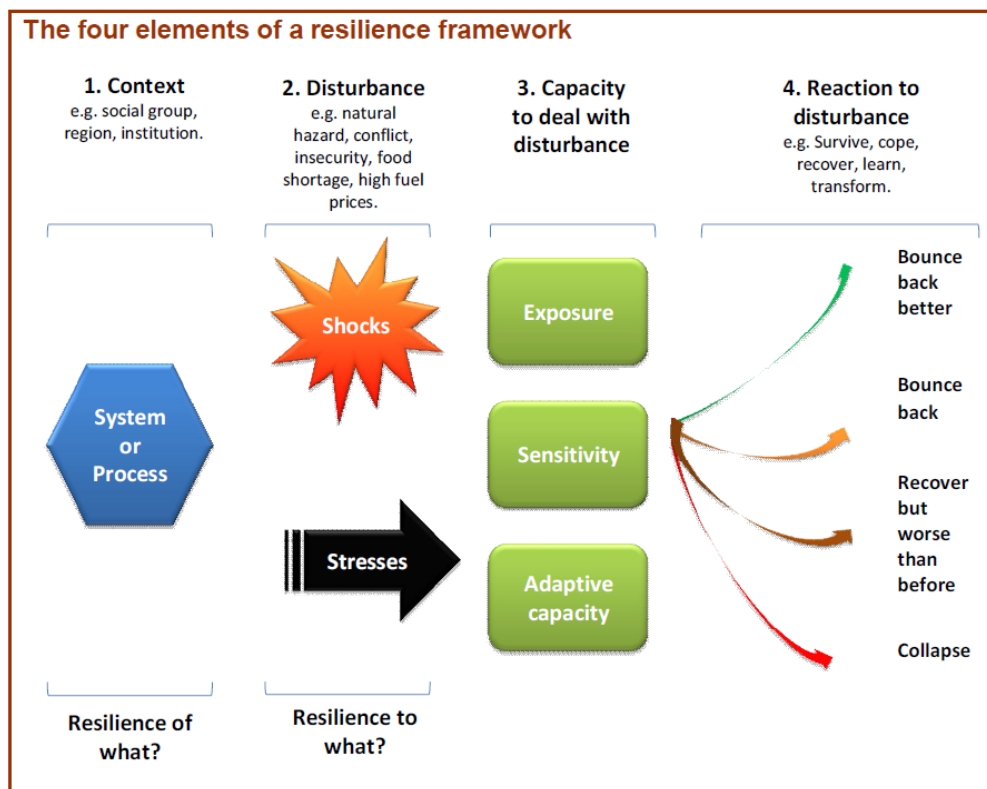 The four elements of a resilience framework
1. Context
e.g. social group,
region, institution.
2. Disturbance
e.g. natural
hazard, conflict,
insecurity, food
shortage, high fuel
prices.
3. Capacity
to deal with
disturbance
4. Reaction to
disturbance
e.g. Survive, cope,
recover, learn,
transform.
System
or
Process
Shocks
Stresses
Exposure
Sensitivity
Adaptive
capacity
Bounce
back
better
Bounce
back
Recover
but
worse
than
before
Collapse
Resilience of
what?
Resilience to
what?